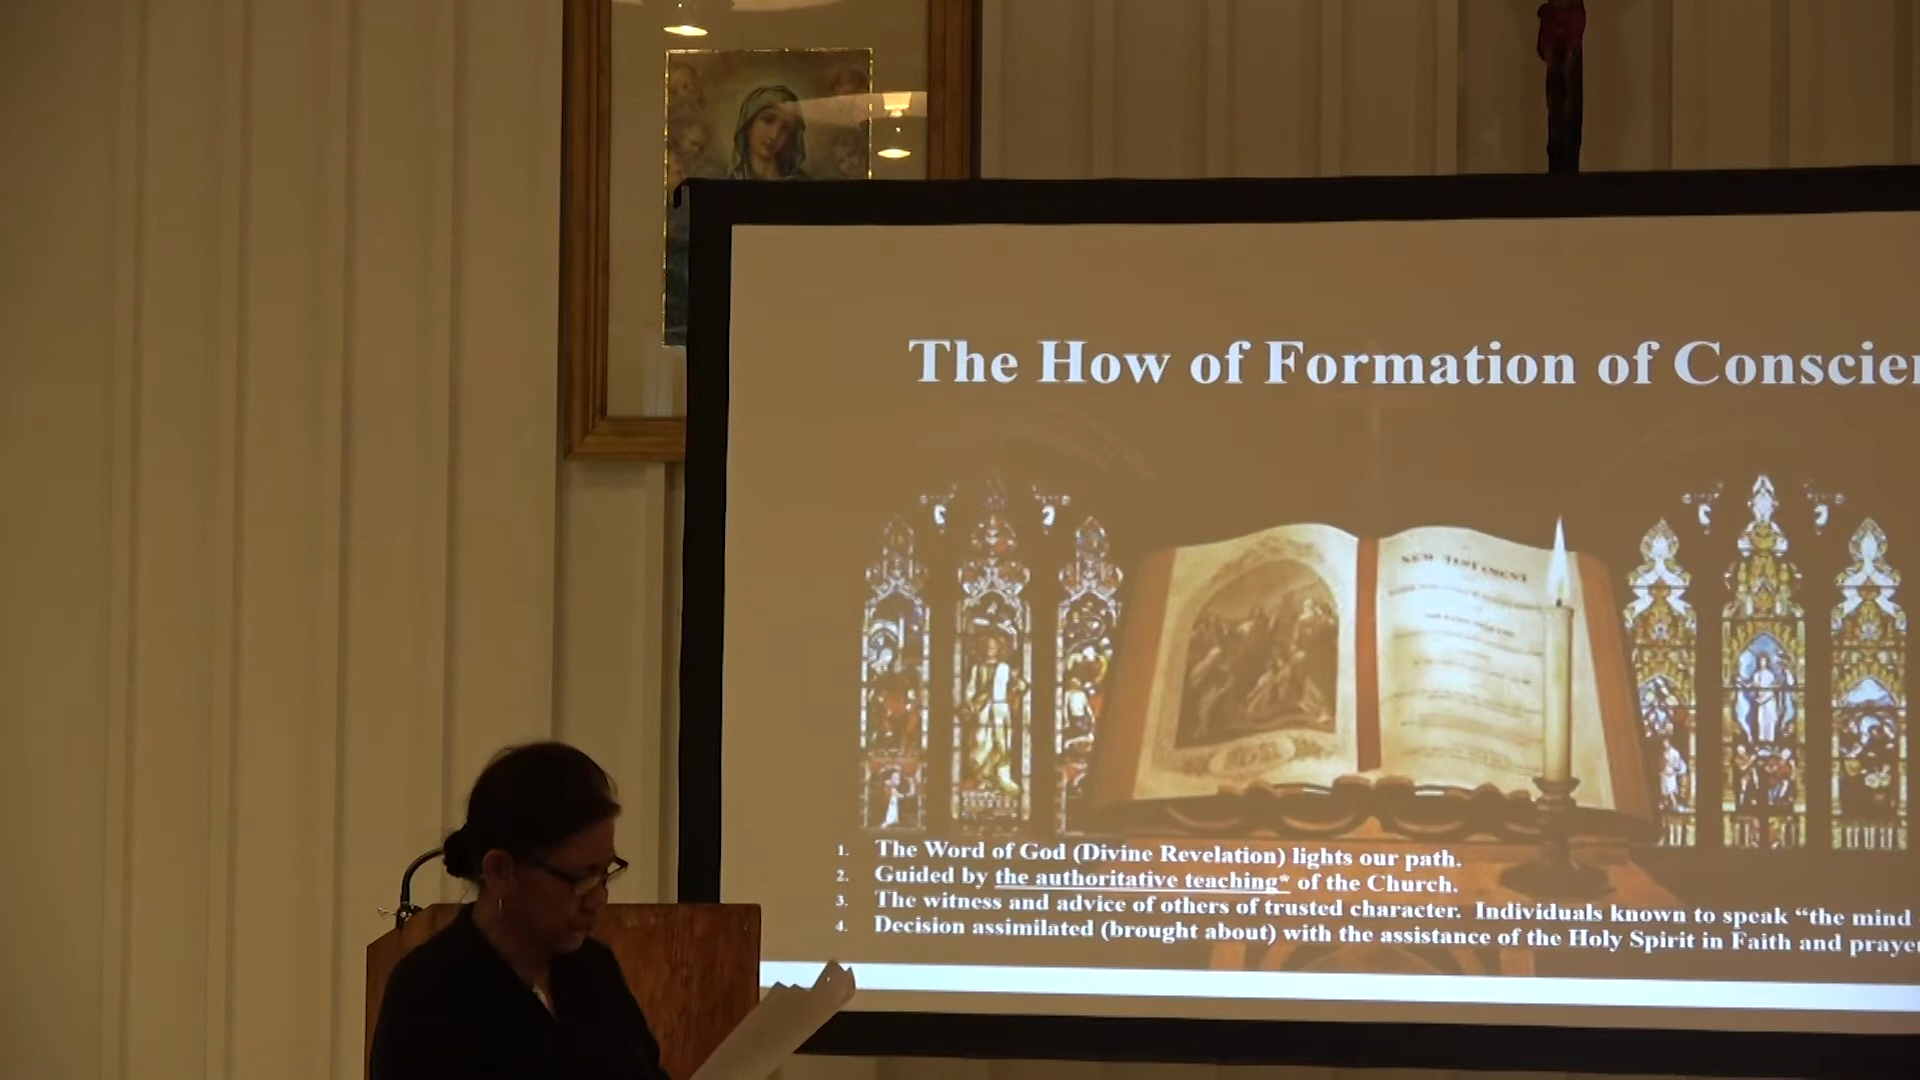 The How of Formation of Conscien
NEW TESTAMENT
1. The Word of God (Divine Revelation) lights our path.
2. Guided by the authoritative teaching* of the Church.
3. The witness and advice of others of trusted character. Individuals known to speak “the mind
4. Decision assimilated (brought about) with the assistance of the Holy Spirit in Faith and praye